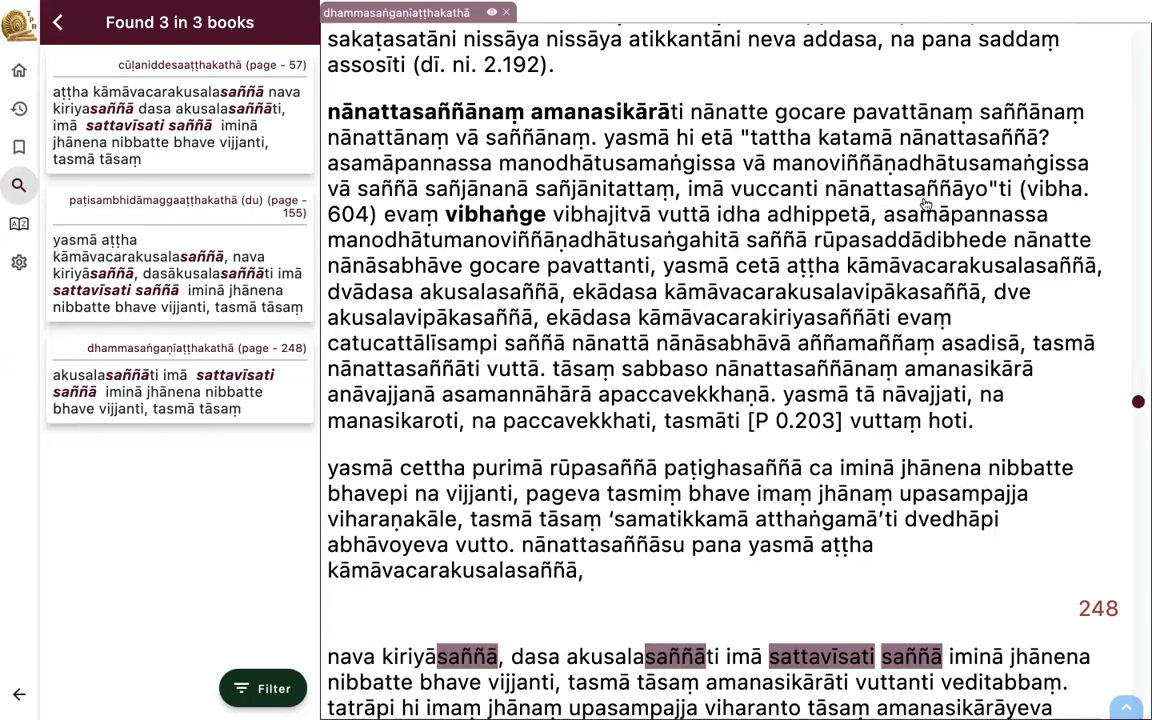 Found 3 in 3 books
cūḷaniddesaaṭṭhakathā (page - 57)
aṭṭha kāmāvacarakusalasaññā nava
kiriyasaññā dasa akusalasaññāti,
imā sattavīsati saññā iminā
jhānena nibbatte bhave vijjanti,
tasmā tāsaṃ
paṭisambhidāmaggaaṭṭhakathā (du) (page -
155)
yasmā aṭṭha
kāmāvacarakusalasaññā, nava
kiriyāsaññā, dasākusalasaññāti imā
sattavīsati saññā iminā jhānena
nibbatte bhave vijjanti, tasmā tāsaṃ
dhammasaṅgaṇīaṭṭhakathā (page - 248)
akusalasaññāti imā sattavīsati
saññā iminā jhānena nibbatte
bhave vijjanti, tasmā tāsaṃ
Filter
dhammasaṅgaṇīaṭṭhakathā
sakaṭasatāni nissāya nissāya atikkantāni neva addasa, na pana saddaṃ
assosīti (dī. ni. 2.192).
nānattasaññānaṃ amanasikārāti nānatte gocare pavattānaṃ saññānaṃ
nānattānaṃ vā saññānaṃ. yasmā hi etā "tattha katamā nānattasaññā?
asamāpannassa manodhātusamaṅgissa vā manoviññāṇadhātusamaṅgissa
vā saññā sañjānanā sañjānitattaṃ, imā vuccanti nānattasaññāyo"ti (vibha.
604) evaṃ vibhaṅge vibhajitvā vuttā idha adhippetā, asamāpannassa
manodhātumanoviññāṇadhātusaṅgahitā saññā rūpasaddādibhede nānatte
nānāsabhāve gocare pavattanti, yasmā cetā aṭṭha kāmāvacarakusalasaññā,
dvādasa akusalasaññā, ekādasa kāmāvacarakusalavipākasaññā, dve
akusalavipākasaññā, ekādasa kāmāvacarakiriyasaññāti evaṃ
catucattālīsampi saññā nānattā nānāsabhāvā aññamaññaṃ asadisā, tasmā
nānattasaññāti vuttā. tāsaṃ sabbaso nānattasaññānaṃ amanasikārā
anāvajjanā asamannāhārā apaccavekkhaṇā. yasmā tā nāvajjati, na
manasikaroti, na paccavekkhati, tasmāti [P 0.203] vuttaṃ hoti.
yasmā cettha purimā rūpasaññā paṭighasaññā ca iminā jhānena nibbatte
bhavepi na vijjanti, pageva tasmiṃ bhave imaṃ jhānaṃ upasampajja
viharaṇakāle, tasmā tāsaṃ ‘samatikkamā atthaṅgamā’ti dvedhāpi
abhāvoyeva vutto. nānattasaññāsu pana yasmā aṭṭha
kāmāvacarakusalasaññā,
248
nava kiriyāsaññā, dasa akusalasaññāti imā sattavīsati saññā iminā jhānena
nibbatte bhave vijjanti, tasmā tāsaṃ amanasikārāti vuttanti veditabbaṃ.
tatrāpi hi imaṃ jhānaṃ upasampajja viharanto tāsaṃ amanasikārāyeva